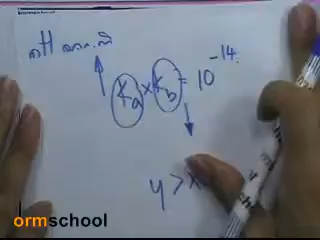 Ka × Kb = 10⁻¹⁴
y > x
ormschool